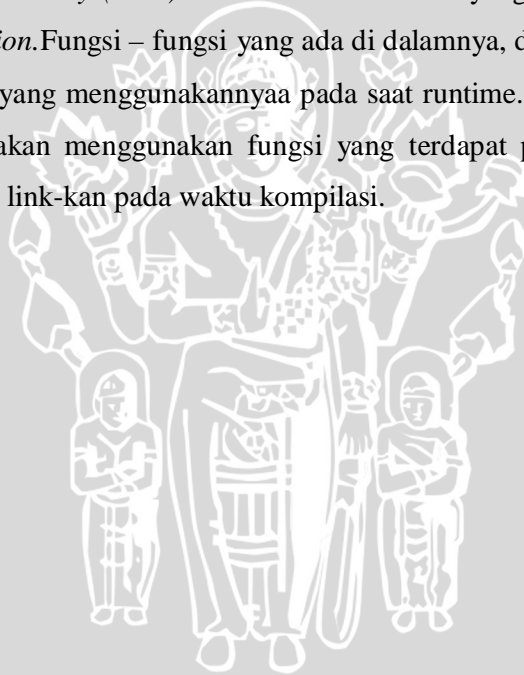 ion.Fungsi – fungsi yang ada di dalamnya, d
yang menggunakannyaa pada saat runtime.
akan menggunakan fungsi yang terdapat p
link-kan pada waktu kompilasi.